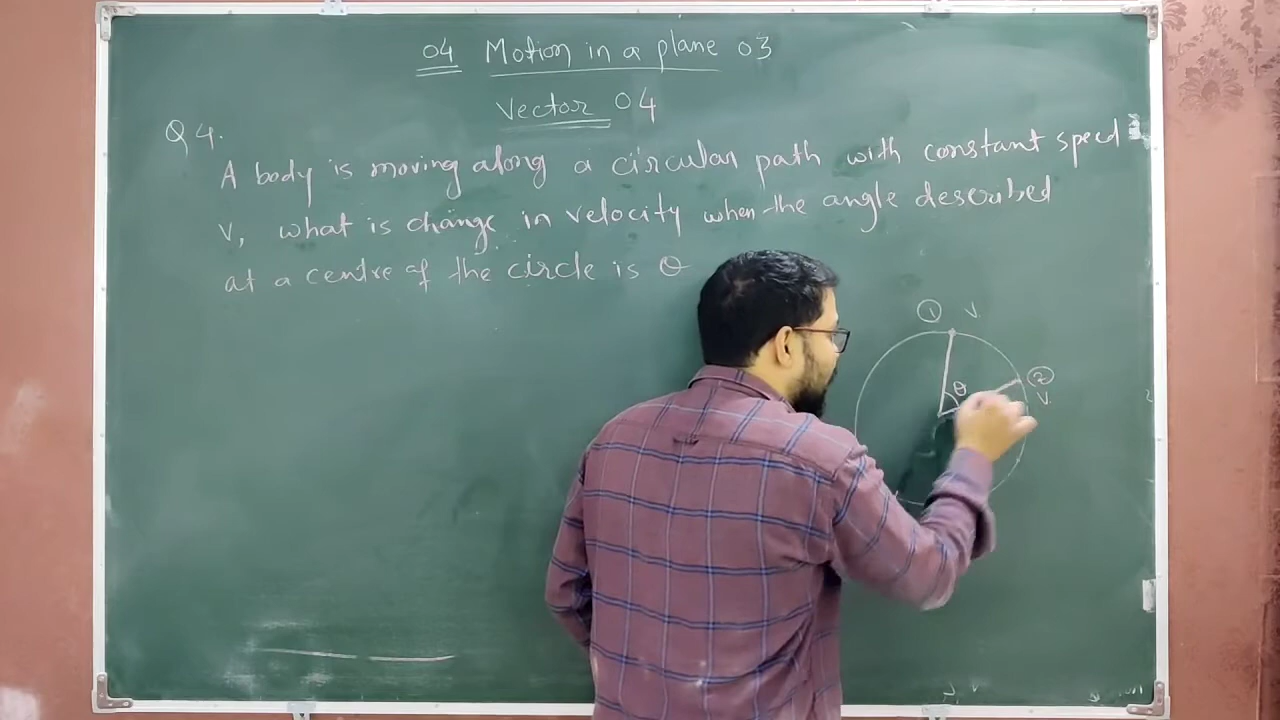 04 Motion in a plane 03
Vector 04
Q 4.
A body is moving along a circular path with constant speed
v, what is change in velocity when the angle described
at a centre of the circle is θ
① v
②
θ
v